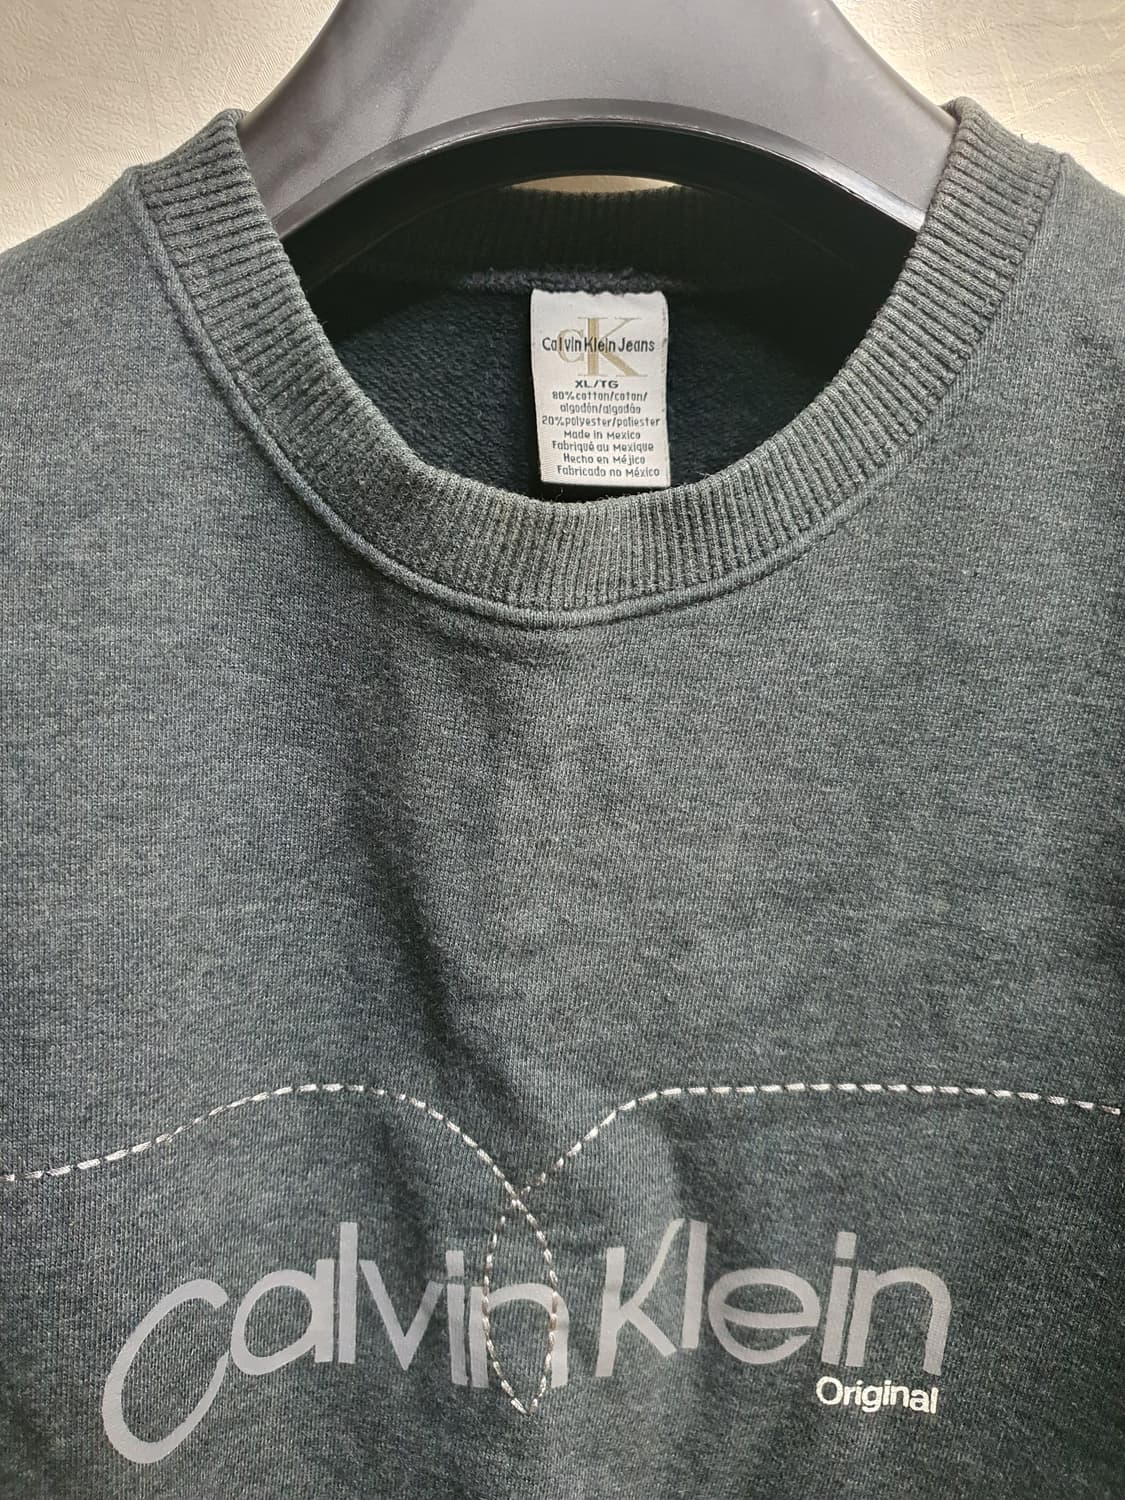 cK
Calvin Klein Jeans
XL/TG
80%cotton/coton/
algodón/algodão
20%polyester/poliester
Made in Mexico
Fabriqué au Mexique
Hecho en Méjico
Fabricado no México
Calvin Klein
Original